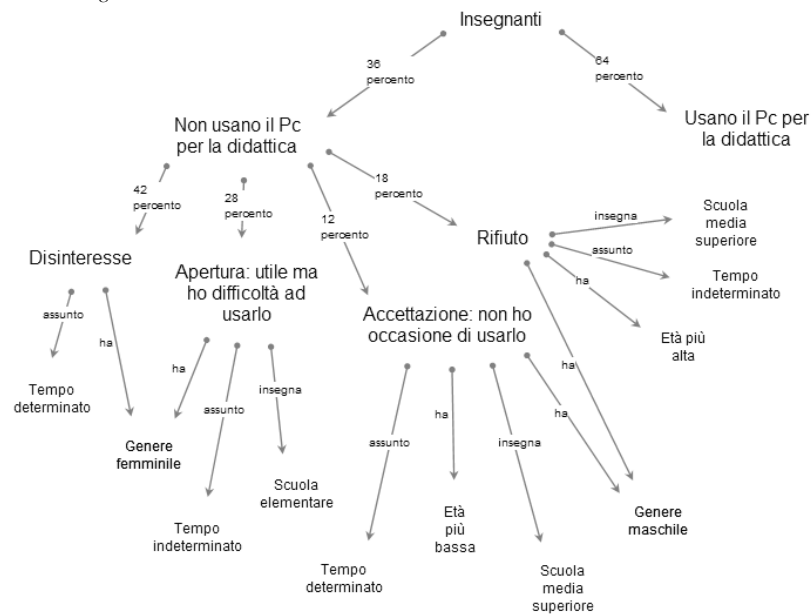 Insegnanti
36
percento
64
percento
Non usano il Pc
per la didattica
Usano il Pc per
la didattica
42
percento
28
percento
12
percento
18
percento
Disinteresse
Apertura: utile ma
ho difficoltà ad
usarlo
Accettazione: non ho
occasione di usarlo
Rifiuto
insegna
Scuola
media
superiore
assunto
Tempo
indeterminato
ha
Età più
alta
ha
assunto
Tempo
determinato
ha
Genere
femminile
ha
assunto
Tempo
indeterminato
insegna
Scuola
elementare
assunto
Tempo
determinato
ha
Età
più
bassa
insegna
Scuola
media
superiore
ha
Genere
maschile